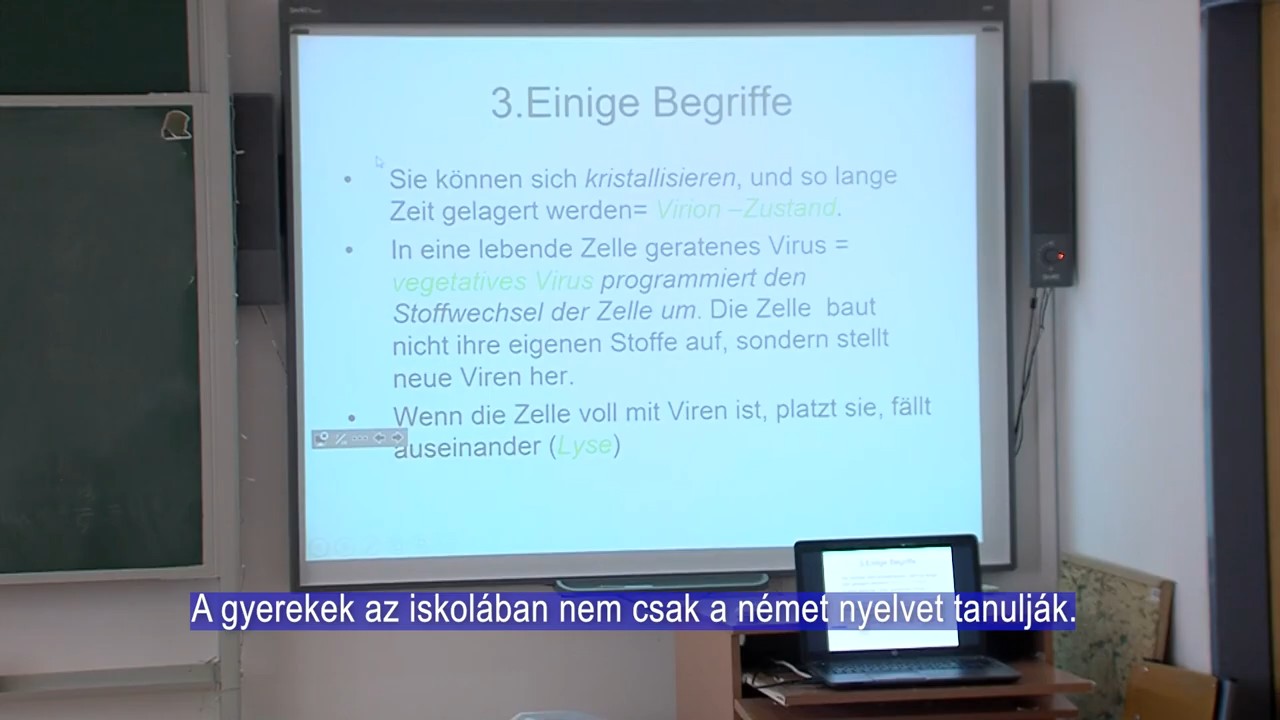 3.Einige Begriffe
• Sie können sich kristallisieren, und so lange
Zeit gelagert werden= Virion –Zustand.
• In eine lebende Zelle geratenes Virus =
vegetatives Virus programmiert den
Stoffwechsel der Zelle um. Die Zelle baut
nicht ihre eigenen Stoffe auf, sondern stellt
neue Viren her.
• Wenn die Zelle voll mit Viren ist, platzt sie, fällt
auseinander (Lyse)
3.Einige Begriffe
A gyerekek az iskolában nem csak a német nyelvet tanulják.